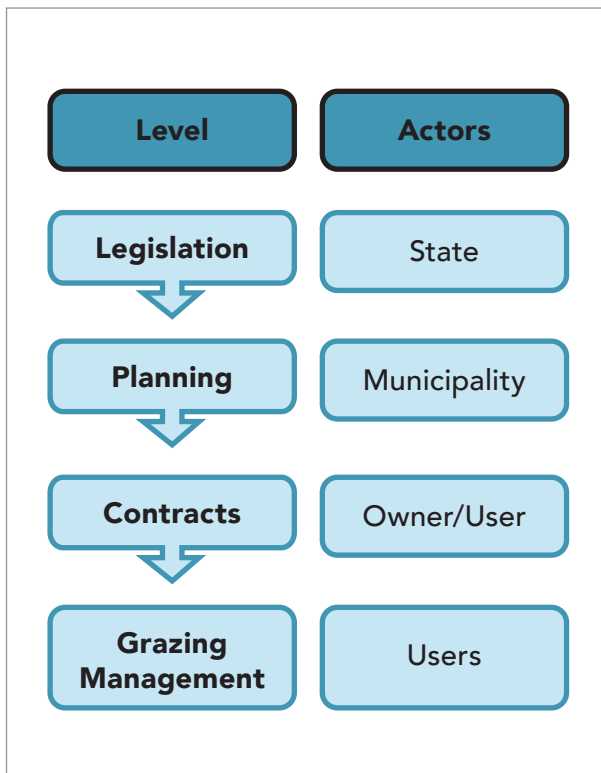 Level
Actors
Legislation
State
Planning
Municipality
Contracts
Owner/User
Grazing
Management
Users